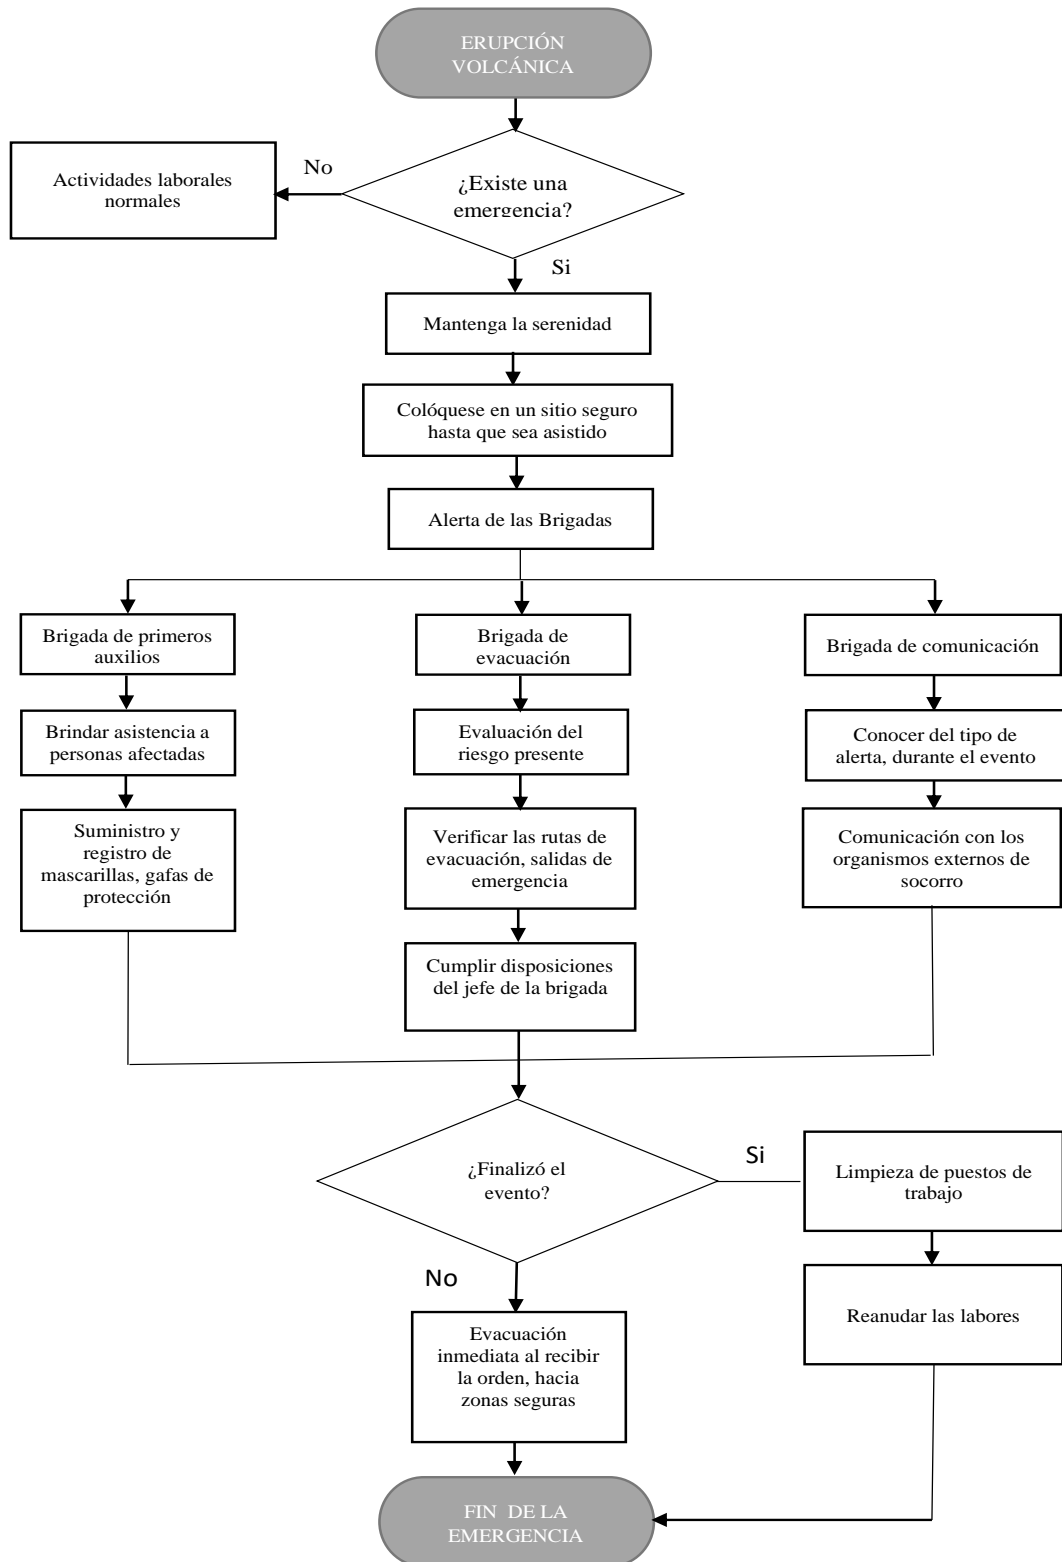 ERUPCIÓN
VOLCÁNICA
No
Actividades laborales
normales
¿Existe una
emergencia?
Si
Mantenga la serenidad
Colóquese en un sitio seguro
hasta que sea asistido
Alerta de las Brigadas
Brigada de primeros
auxilios
Brigada de
evacuación
Brigada de comunicación
Brindar asistencia a
personas afectadas
Evaluación del
riesgo presente
Conocer del tipo de
alerta, durante el evento
Suministro y
registro de
mascarillas, gafas de
protección
Verificar las rutas de
evacuación, salidas de
emergencia
Comunicación con los
organismos externos de
socorro
Cumplir disposiciones
del jefe de la brigada
¿Finalizó el
evento?
Si
Limpieza de puestos de
trabajo
No
Reanudar las labores
Evacuación
inmediata al recibir
la orden, hacia
zonas seguras
FIN DE LA
EMERGENCIA